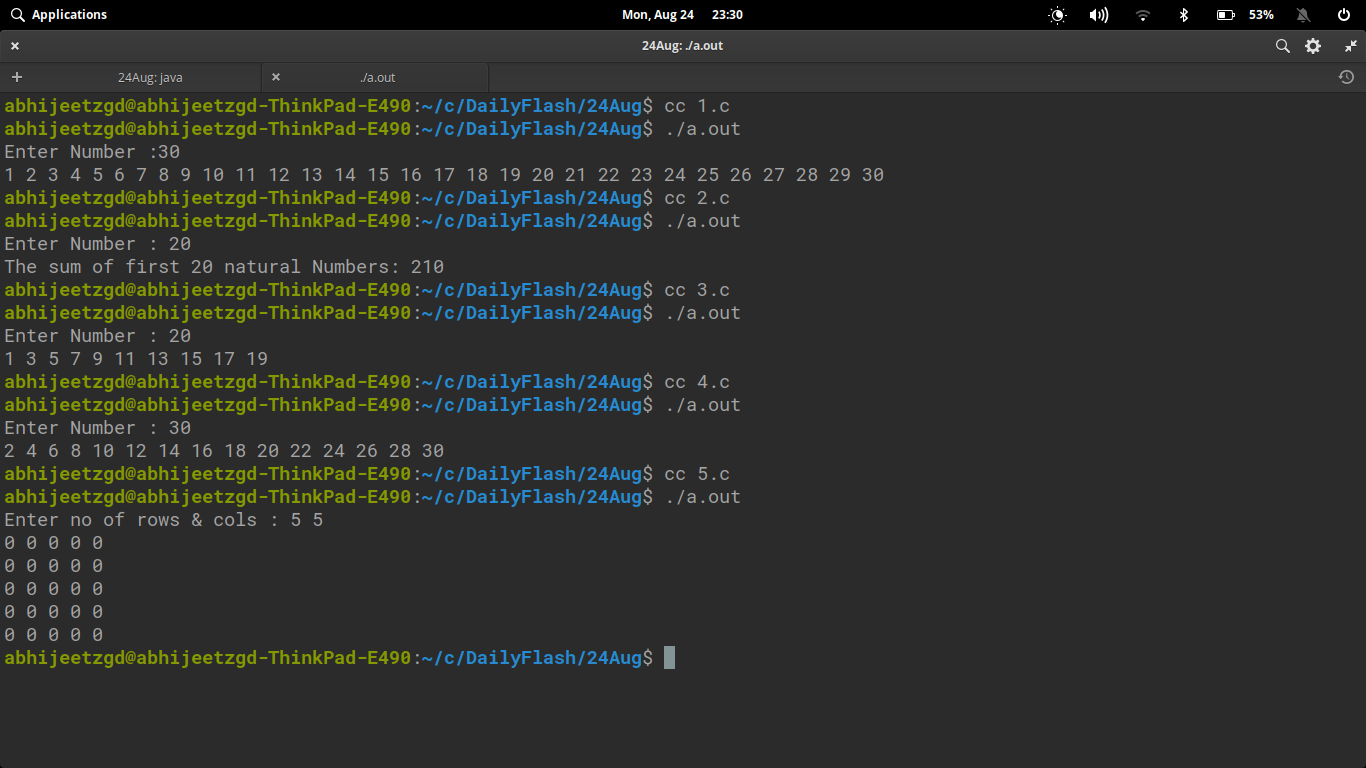 Applications Mon, Aug 24 23:30 53%
24Aug: ./a.out
24Aug: java ./a.out
abhijeetzgd@abhijeetzgd-ThinkPad-E490:~/c/DailyFlash/24Aug$ cc 1.c
abhijeetzgd@abhijeetzgd-ThinkPad-E490:~/c/DailyFlash/24Aug$ ./a.out
Enter Number :30
1 2 3 4 5 6 7 8 9 10 11 12 13 14 15 16 17 18 19 20 21 22 23 24 25 26 27 28 29 30
abhijeetzgd@abhijeetzgd-ThinkPad-E490:~/c/DailyFlash/24Aug$ cc 2.c
abhijeetzgd@abhijeetzgd-ThinkPad-E490:~/c/DailyFlash/24Aug$ ./a.out
Enter Number : 20
The sum of first 20 natural Numbers: 210
abhijeetzgd@abhijeetzgd-ThinkPad-E490:~/c/DailyFlash/24Aug$ cc 3.c
abhijeetzgd@abhijeetzgd-ThinkPad-E490:~/c/DailyFlash/24Aug$ ./a.out
Enter Number : 20
1 3 5 7 9 11 13 15 17 19
abhijeetzgd@abhijeetzgd-ThinkPad-E490:~/c/DailyFlash/24Aug$ cc 4.c
abhijeetzgd@abhijeetzgd-ThinkPad-E490:~/c/DailyFlash/24Aug$ ./a.out
Enter Number : 30
2 4 6 8 10 12 14 16 18 20 22 24 26 28 30
abhijeetzgd@abhijeetzgd-ThinkPad-E490:~/c/DailyFlash/24Aug$ cc 5.c
abhijeetzgd@abhijeetzgd-ThinkPad-E490:~/c/DailyFlash/24Aug$ ./a.out
Enter no of rows & cols : 5 5
0 0 0 0 0
0 0 0 0 0
0 0 0 0 0
0 0 0 0 0
0 0 0 0 0
abhijeetzgd@abhijeetzgd-ThinkPad-E490:~/c/DailyFlash/24Aug$